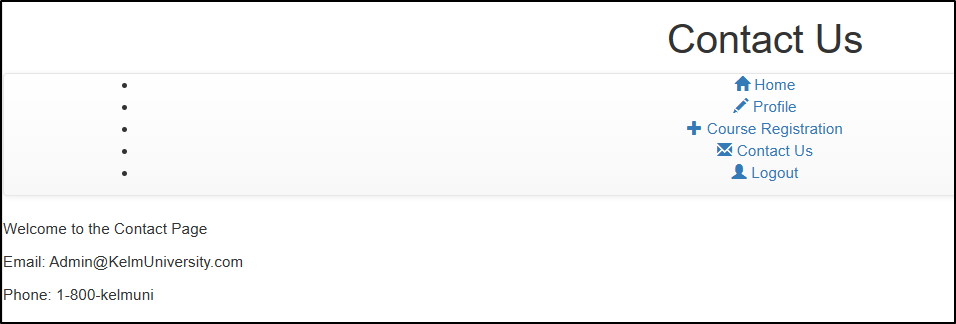 Contact Us
Home
Profile
Course Registration
Contact Us
Logout
Welcome to the Contact Page
Email: Admin@KelmUniversity.com
Phone: 1-800-kelmuni